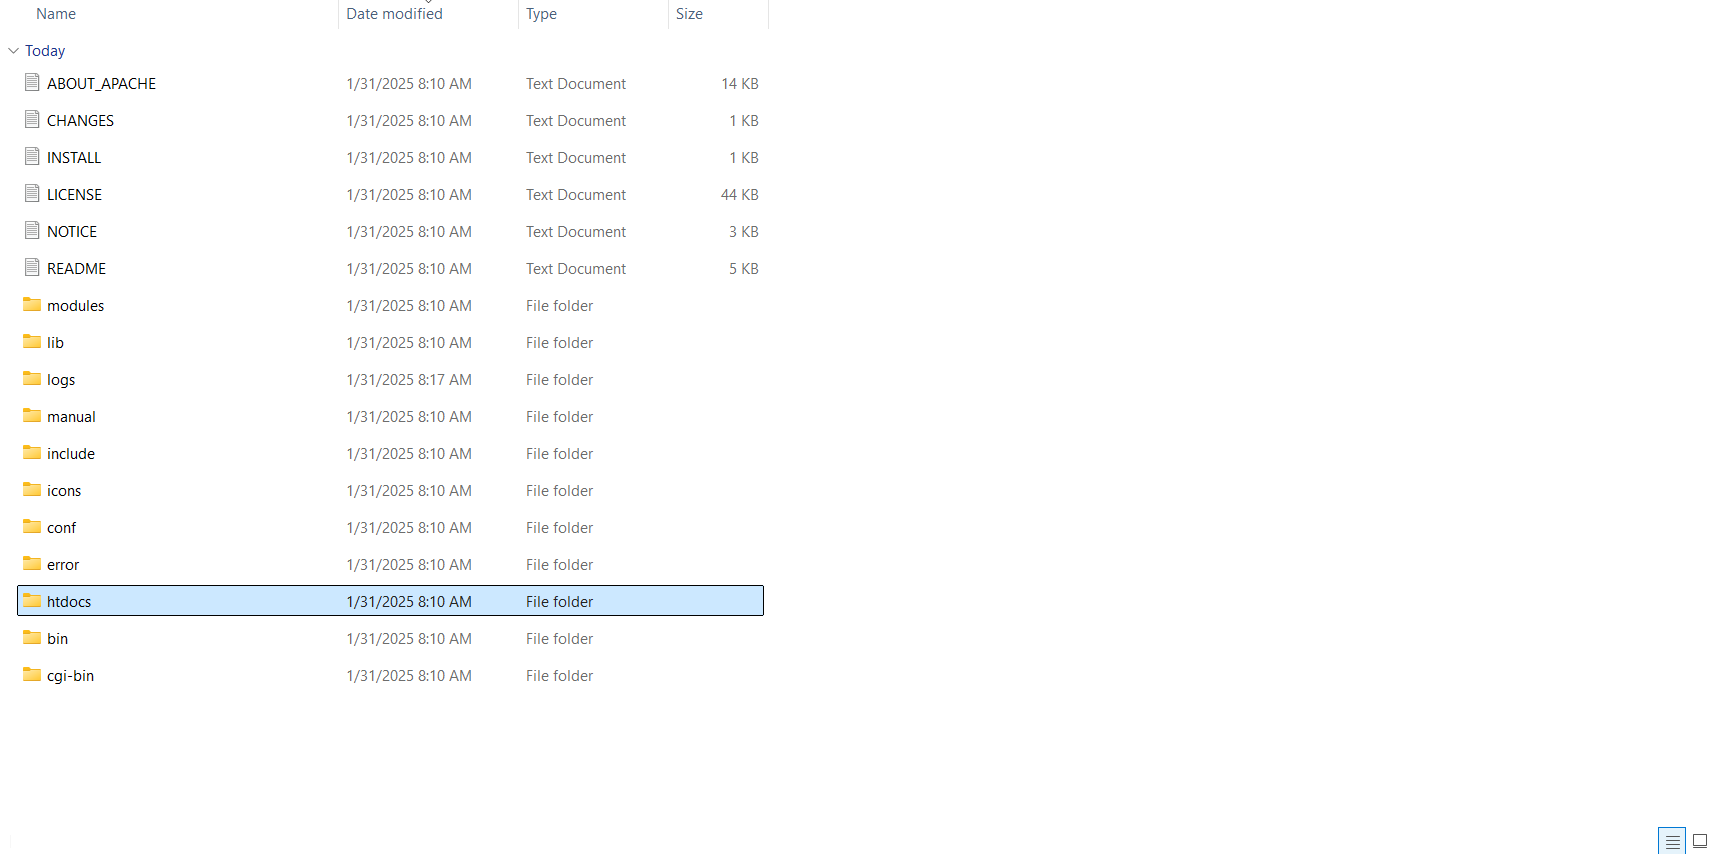 Name Date modified Type Size
Today
ABOUT_APACHE 1/31/2025 8:10 AM Text Document 14 KB
CHANGES 1/31/2025 8:10 AM Text Document 1 KB
INSTALL 1/31/2025 8:10 AM Text Document 1 KB
LICENSE 1/31/2025 8:10 AM Text Document 44 KB
NOTICE 1/31/2025 8:10 AM Text Document 3 KB
README 1/31/2025 8:10 AM Text Document 5 KB
modules 1/31/2025 8:10 AM File folder
lib 1/31/2025 8:10 AM File folder
logs 1/31/2025 8:17 AM File folder
manual 1/31/2025 8:10 AM File folder
include 1/31/2025 8:10 AM File folder
icons 1/31/2025 8:10 AM File folder
conf 1/31/2025 8:10 AM File folder
error 1/31/2025 8:10 AM File folder
htdocs 1/31/2025 8:10 AM File folder
bin 1/31/2025 8:10 AM File folder
cgi-bin 1/31/2025 8:10 AM File folder